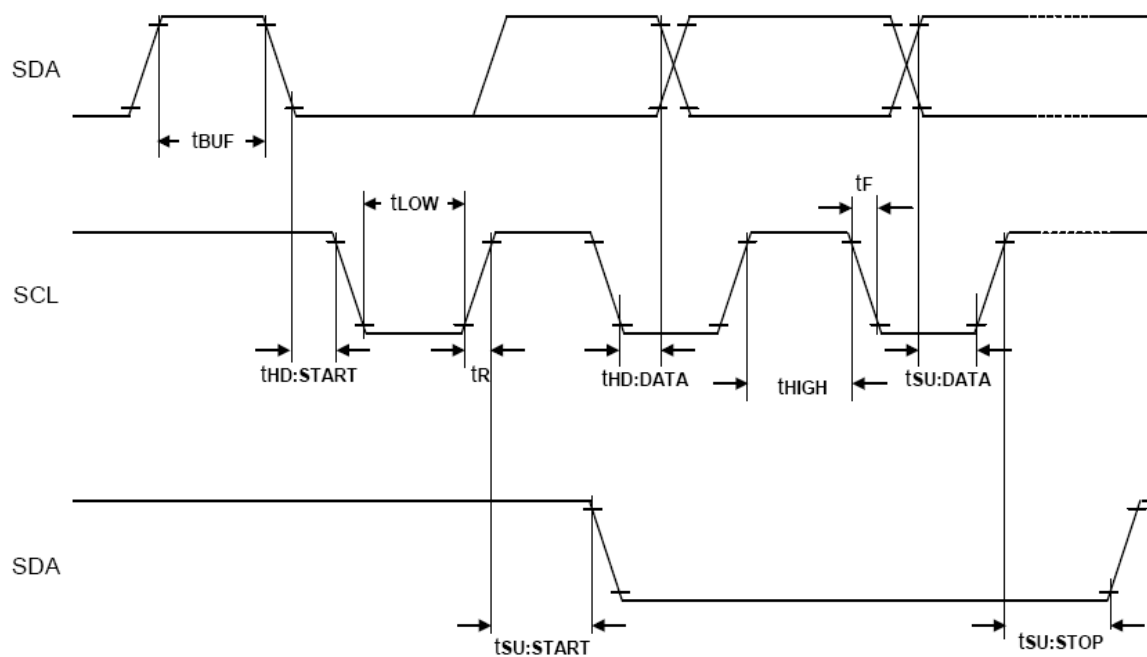 SDA
tBUF
tLOW
tF
SCL
tHD:START
tR
tHD:DATA
tHIGH
tSU:DATA
SDA
tSU:START
tSU:STOP